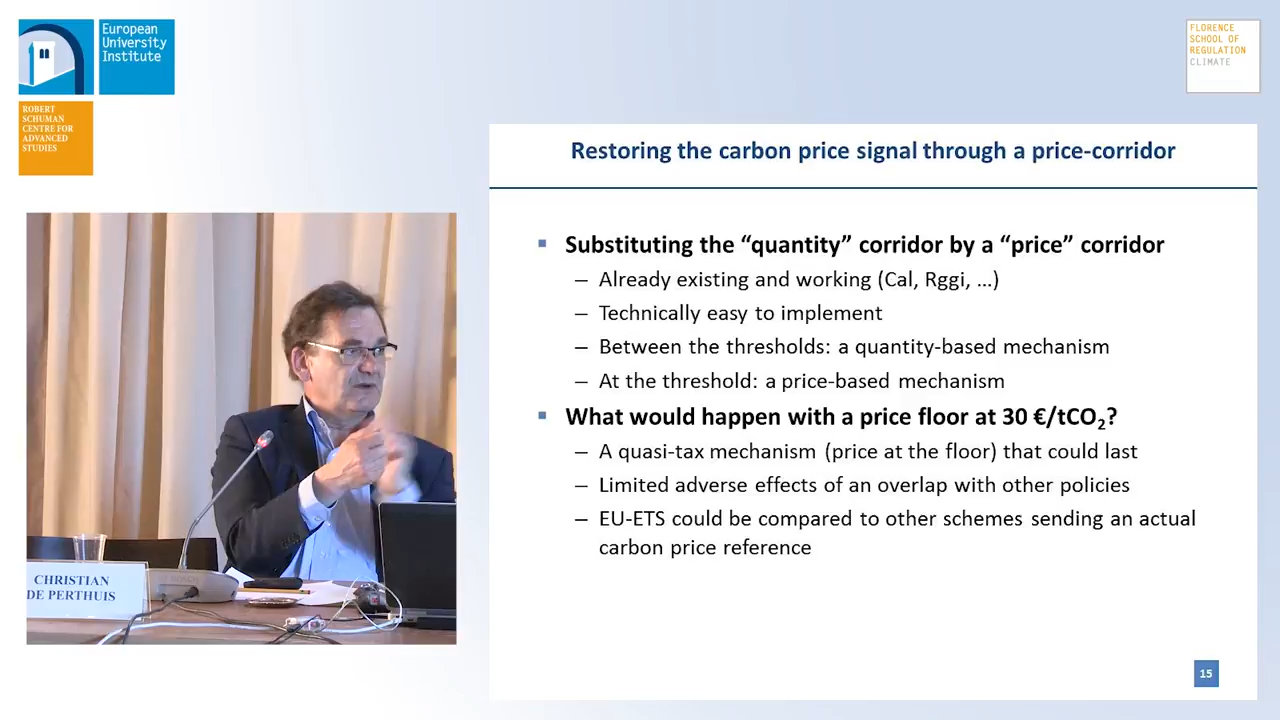 European
University
Institute
ROBERT
SCHUMAN
CENTRE FOR
ADVANCED
STUDIES
FLORENCE
SCHOOL OF
REGULATION
CLIMATE
Restoring the carbon price signal through a price-corridor
Substituting the “quantity” corridor by a “price” corridor
– Already existing and working (Cal, Rggi, ...)
– Technically easy to implement
– Between the thresholds: a quantity-based mechanism
– At the threshold: a price-based mechanism
What would happen with a price floor at 30 €/tCO₂?
– A quasi-tax mechanism (price at the floor) that could last
– Limited adverse effects of an overlap with other policies
– EU-ETS could be compared to other schemes sending an actual
carbon price reference
15
CHRISTIAN
DE PERTHUIS